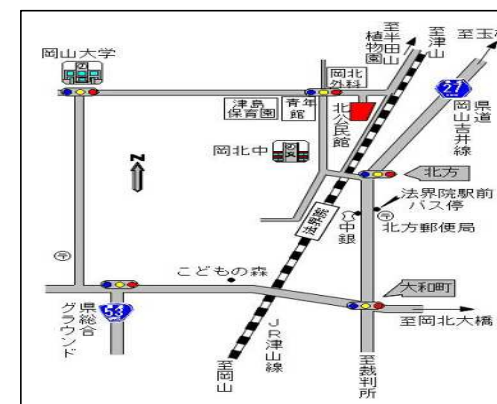 岡山大学
至半田山
植物園
至津山
至玉
岡北
外科
津島
保育園
青年
館
北公民館
27
県道
岡山吉井線
岡北中
N
北方
法界院駅前
バス停
法界院
中銀
北方郵便局
こどもの森
大和町
53
県総合
グラウンド
JR津山線
至岡北大橋
至岡山
至裁判所